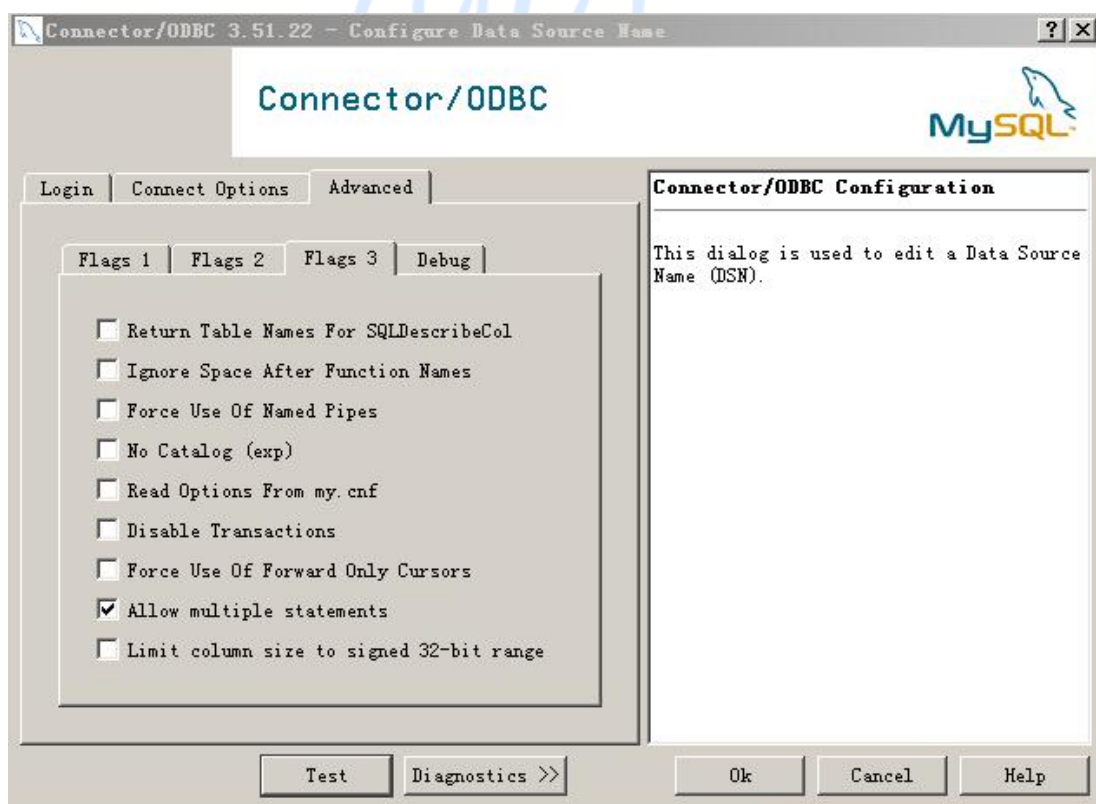 Connector/ODBC 3.51.22 - Configure Data Source Name
Connector/ODBC
MySQL
Login
Connect Options
Advanced
Flags 1
Flags 2
Flags 3
Debug
Return Table Names For SQLDescribeCol
Ignore Space After Function Names
Force Use Of Named Pipes
No Catalog (exp)
Read Options From my.cnf
Disable Transactions
Force Use Of Forward Only Cursors
Allow multiple statements
Limit column size to signed 32-bit range
Connector/ODBC Configuration
This dialog is used to edit a Data Source
Name (DSN).
Test
Diagnostics >>
Ok
Cancel
Help